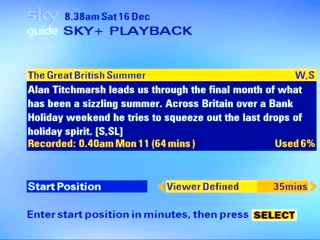 sky 8.38am Sat 16 Dec
guide SKY+ PLAYBACK
The Great British Summer W,S
Alan Titchmarsh leads us through the final month of what
has been a sizzling summer. Across Britain over a Bank
Holiday weekend he tries to squeeze out the last drops of
holiday spirit. [S,SL]
Recorded: 0.40am Mon 11 (64 mins) Used 6%
Start Position Viewer Defined 35mins
Enter start position in minutes, then press SELECT